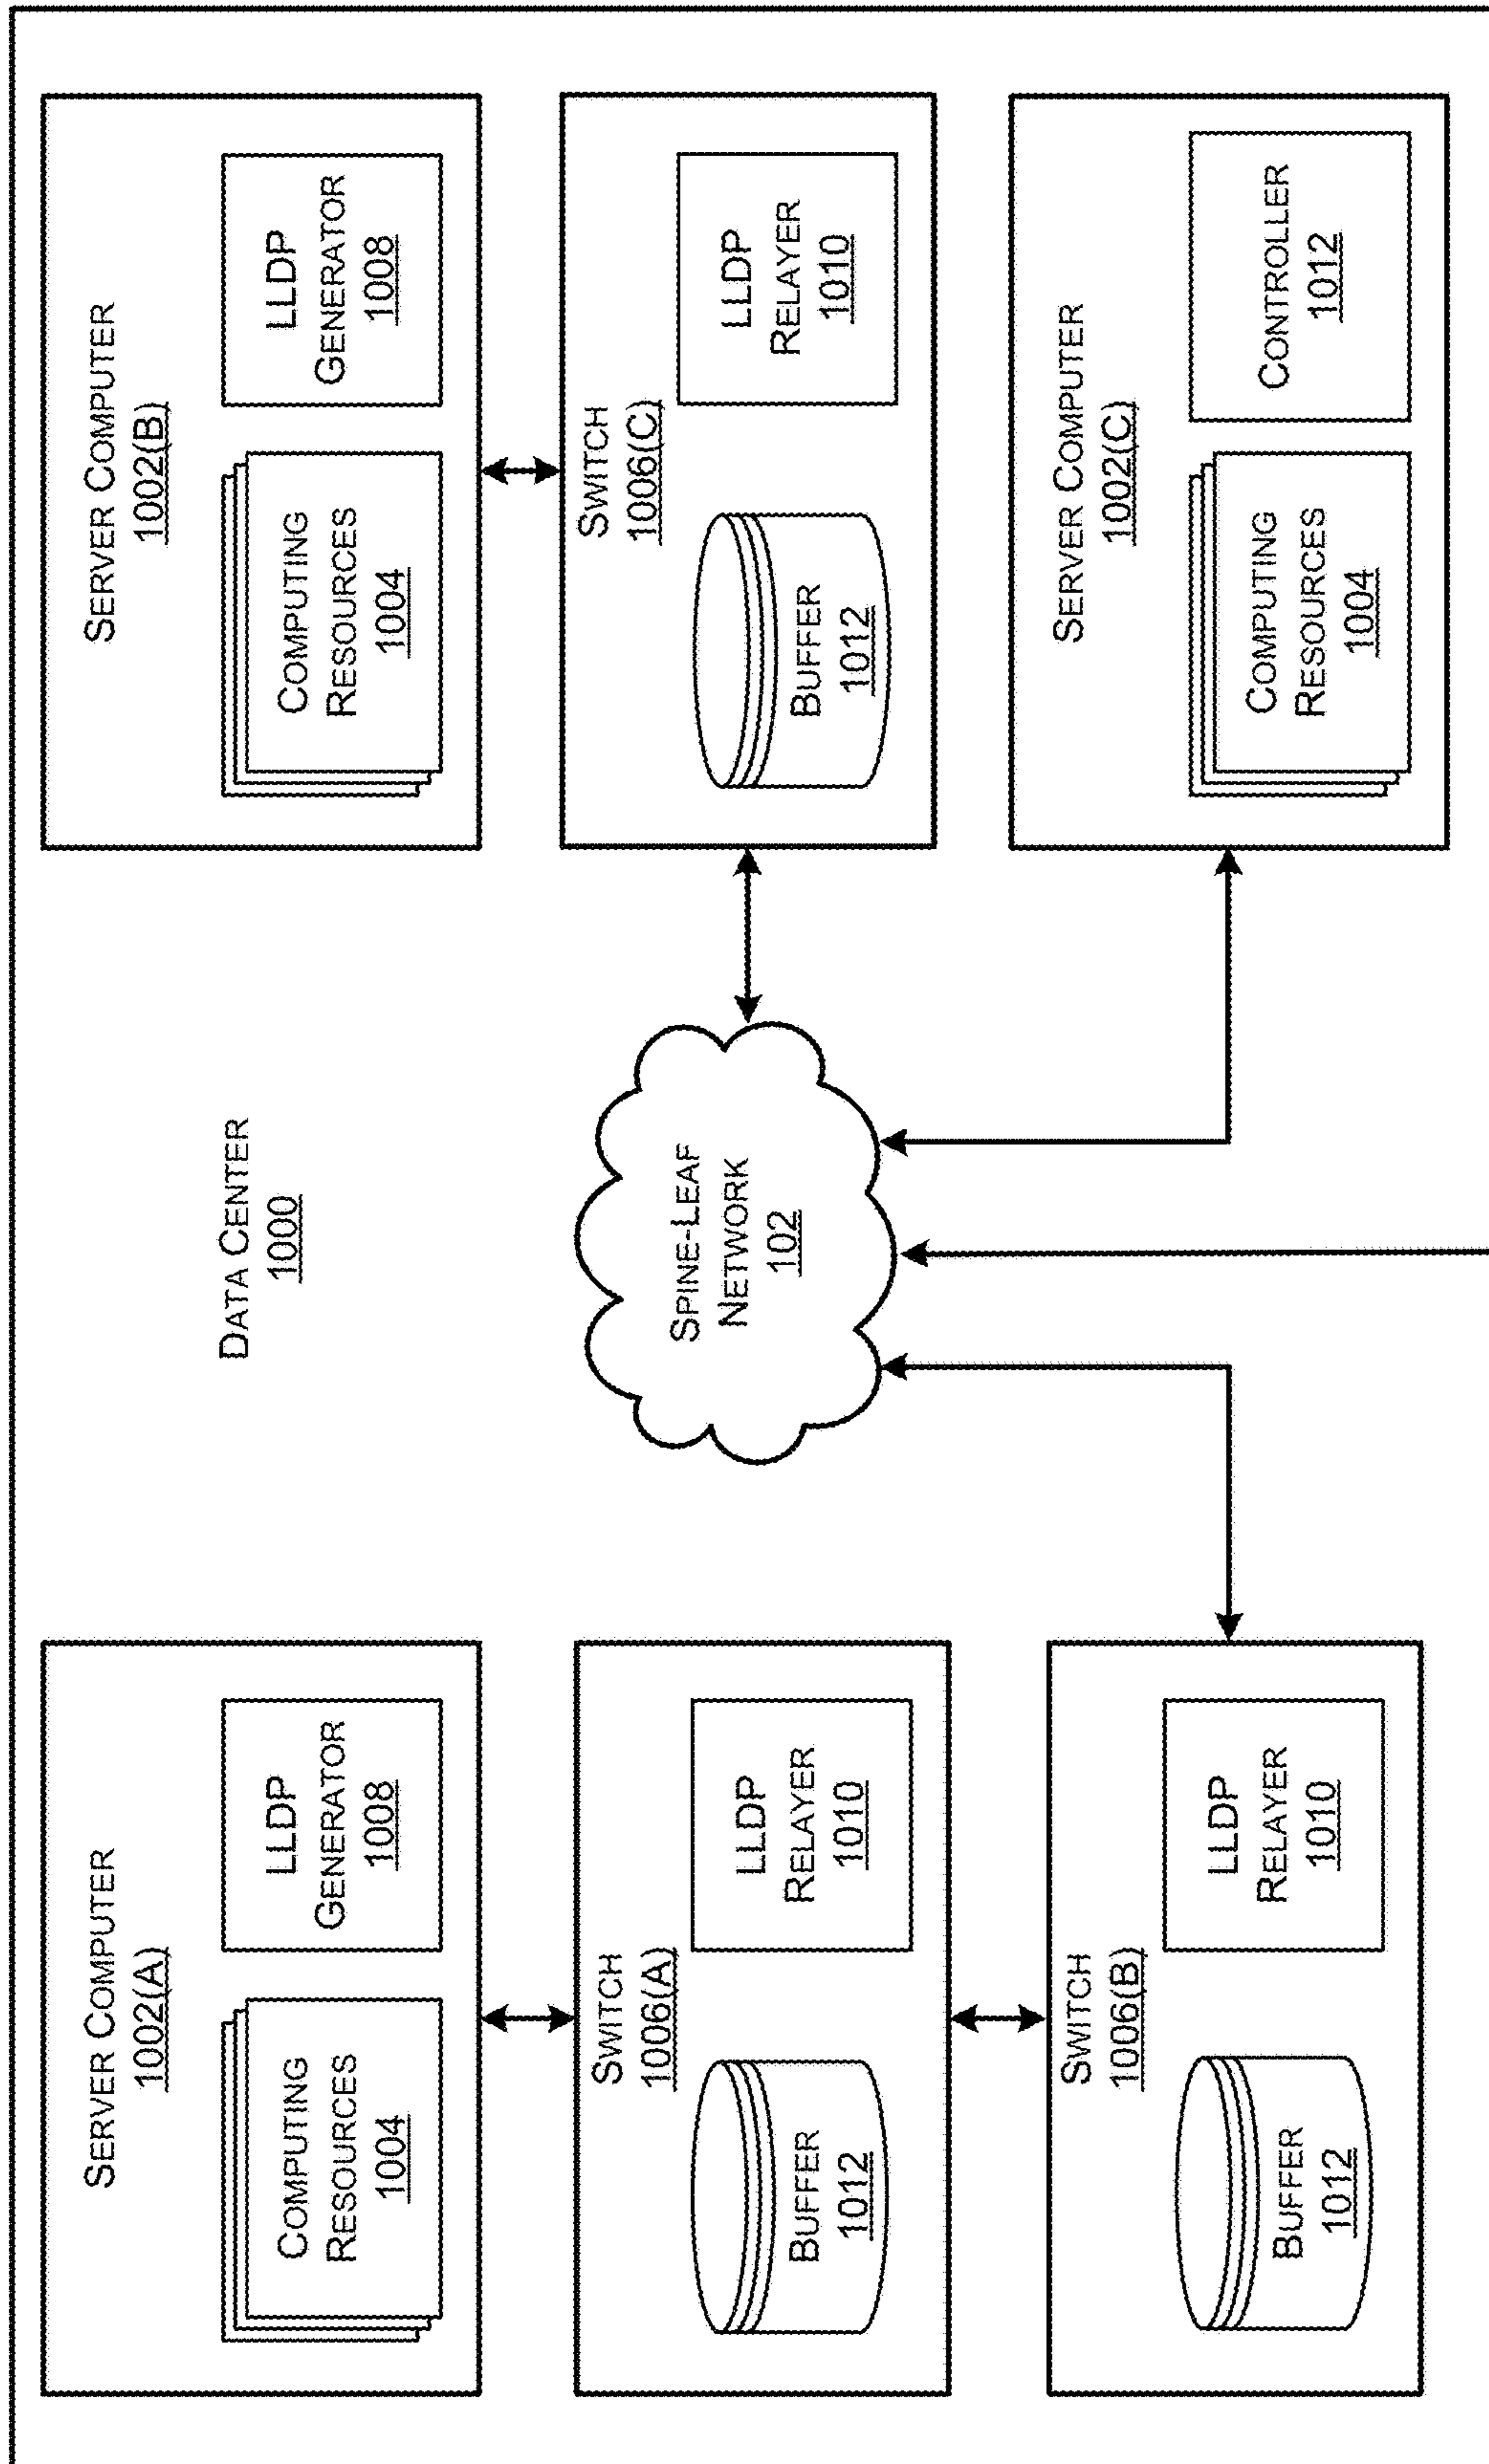 DATA CENTER
1000
SERVER COMPUTER
1002(A)
COMPUTING
RESOURCES
1004
LLDP
GENERATOR
1008
SWITCH
1006(A)
BUFFER
1012
LLDP
RELAYER
1010
SWITCH
1006(B)
BUFFER
1012
LLDP
RELAYER
1010
SPINE-LEAF
NETWORK
102
SERVER COMPUTER
1002(B)
COMPUTING
RESOURCES
1004
LLDP
GENERATOR
1008
SWITCH
1006(C)
BUFFER
1012
LLDP
RELAYER
1010
SERVER COMPUTER
1002(C)
COMPUTING
RESOURCES
1004
CONTROLLER
1012